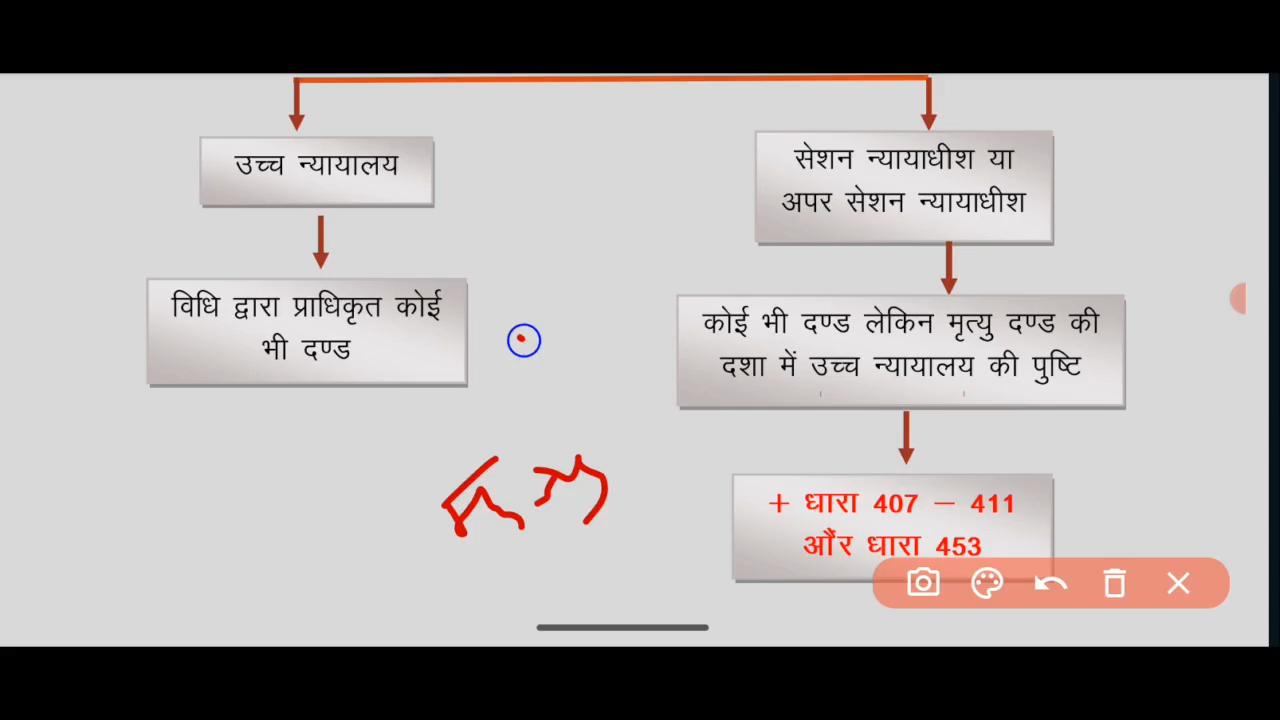 उच्च न्यायालय
विधि द्वारा प्राधिकृत कोई
भी दण्ड
सेशन न्यायाधीश या
अपर सेशन न्यायाधीश
कोई भी दण्ड लेकिन मृत्यु दण्ड की
दशा में उच्च न्यायालय की पुष्टि
+ धारा 407 – 411
और धारा 453